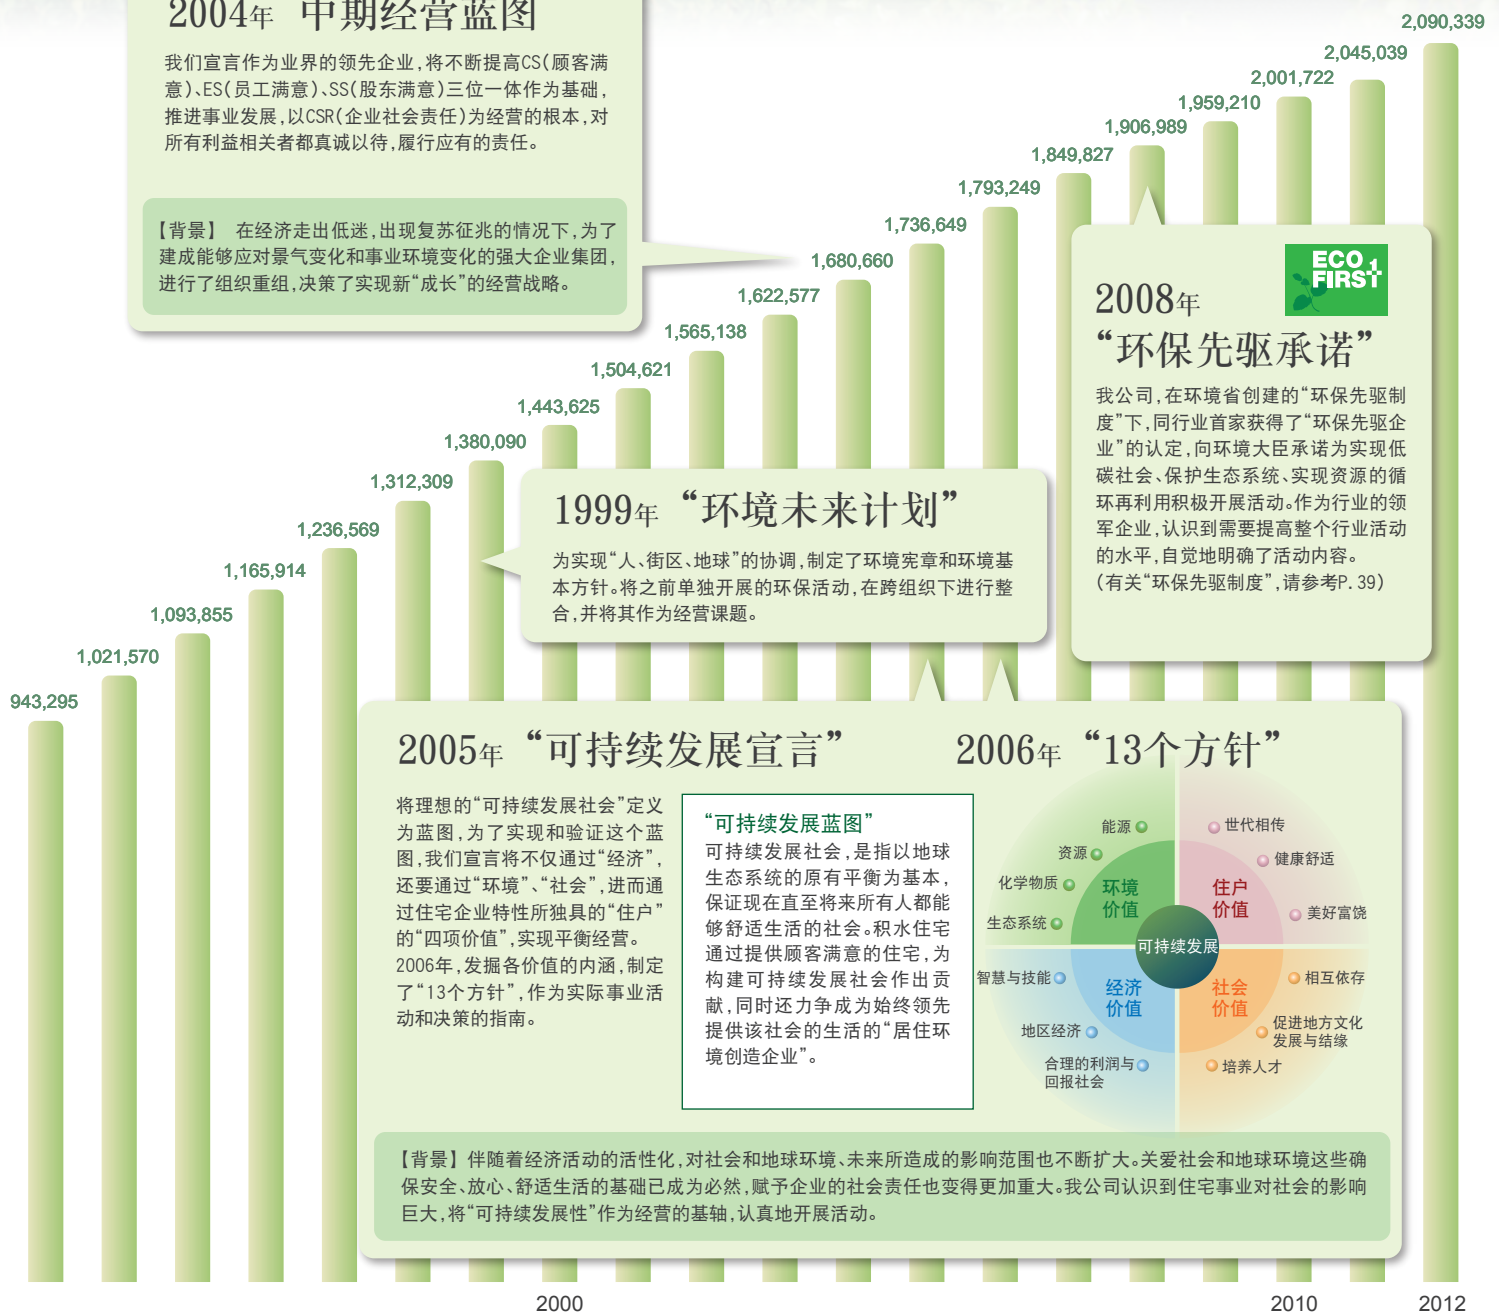 2004年 中期经营蓝图
我们宣言作为业界的领先企业,将不断提高CS(顾客满
意)、ES(员工满意)、SS(股东满意)三位一体作为基础,
推进事业发展,以CSR(企业社会责任)为经营的根本,对
所有利益相关者都真诚以待,履行应有的责任。
【背景】 在经济走出低迷,出现复苏征兆的情况下,为了
建成能够应对景气变化和事业环境变化的强大企业集团,
进行了组织重组,决策了实现新“成长”的经营战略。
943,295
1,021,570
1,093,855
1,165,914
1,236,569
1,312,309
1,380,090
1,443,625
1,504,621
1,565,138
1,622,577
1,680,660
1,736,649
1,793,249
1,849,827
1,906,989
1,959,210
2,001,722
2,045,039
2,090,339
ECO
FIRST
2008年
“环保先驱承诺”
我公司,在环境省创建的“环保先驱制
度”下,同行业首家获得了“环保先驱企
业”的认定,向环境大臣承诺为实现低
碳社会、保护生态系统、实现资源的循
环再利用积极开展活动。作为行业的领
军企业,认识到需要提高整个行业活动
的水平,自觉地明确了活动内容。
(有关“环保先驱制度”,请参考P.39)
1999年 “环境未来计划”
为实现“人、街区、地球”的协调,制定了环境宪章和环境基
本方针。将之前单独开展的环保活动,在跨组织下进行整
合,并将其作为经营课题。
2005年 “可持续发展宣言”
将理想的“可持续发展社会”定义
为蓝图,为了实现和验证这个蓝
图,我们宣言将不仅通过“经济”,
还要通过“环境”、“社会”,进而通
过住宅企业特性所独具的“住户”
的“四项价值”,实现平衡经营。
2006年,发掘各价值的内涵,制定
了“13个方针”,作为实际事业活
动和决策的指南。
“可持续发展蓝图”
可持续发展社会,是指以地球
生态系统的原有平衡为基本,
保证现在直至将来所有人都能
够舒适生活的社会。积水住宅
通过提供顾客满意的住宅,为
构建可持续发展社会作出贡
献,同时还力争成为始终领先
提供该社会的生活的“居住环
境创造企业”。
2006年 “13个方针”
能源
资源
化学物质
生态系统
环境
价值
世代相传
健康舒适
美好富饶
住户
价值
可持续发展
智慧与技能
地区经济
合理的利润与
回报社会
经济
价值
相互依存
促进地方文化
发展与结缘
培养人才
社会
价值
【背景】伴随着经济活动的活性化,对社会和地球环境、未来所造成的影响范围也不断扩大。关爱社会和地球环境这些确
保安全、放心、舒适生活的基础已成为必然,赋予企业的社会责任也变得更加重大。我公司认识到住宅事业对社会的影响
巨大,将“可持续发展性”作为经营的基轴,认真地开展活动。
2000
2010
2012